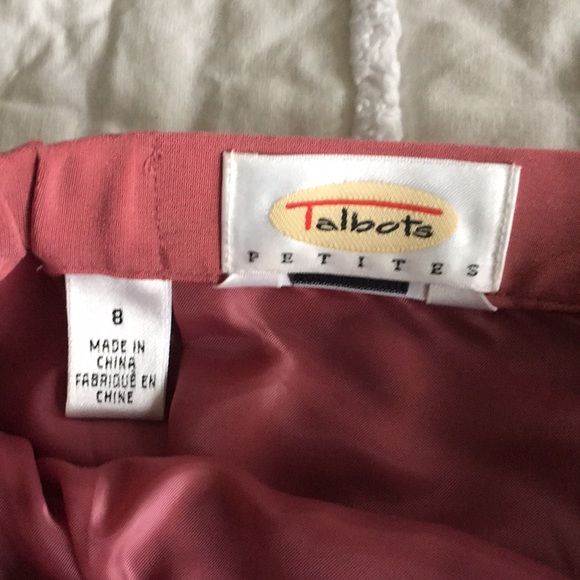 Talbots
PETITES
8
MADE IN
CHINA
FABRIQUÉ EN
CHINE